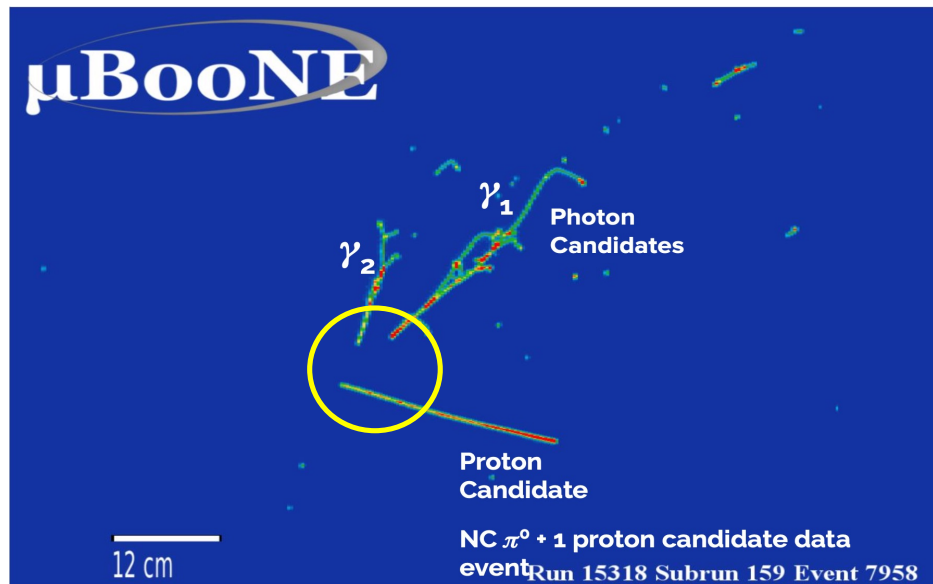 µBooNE
γ1
Photon
Candidates
γ2
Proton
Candidate
NC π⁰ + 1 proton candidate data
event
Run 15318 Subrun 159 Event 7958
12 cm